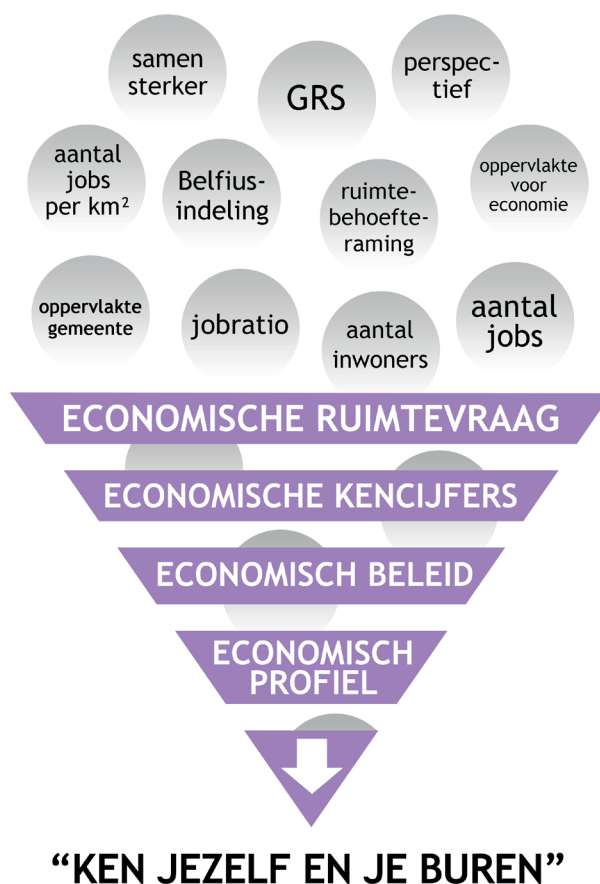 samen
sterker
GRS
perspec-
tief
aantal
jobs
per km²
Belfius-
indeling
ruimte-
behoefte-
raming
oppervlakte
voor
economie
oppervlakte
gemeente
jobratio
aantal
inwoners
aantal
jobs
ECONOMISCHE RUIMTEVRAAG
ECONOMISCHE KENCIJFERS
ECONOMISCH BELEID
ECONOMISCH
PROFIEL
“KEN JEZELF EN JE BUREN”